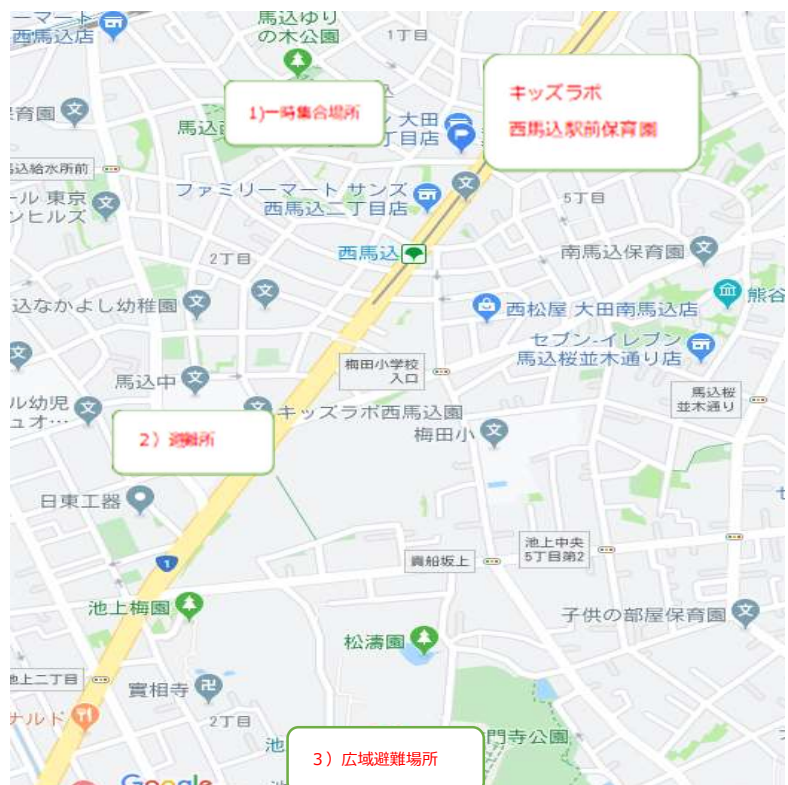 ーマート
西馬込店
馬込ゆり
の木公園
1丁目
キッズラボ
西馬込駅前保育園
1)一時集合場所
保育園
大田
丁目店
馬込給水所前
ール 東京
ンヒルズ
ファミリーマート サンズ
西馬込二丁目店
5丁目
2丁目
西馬込
南馬込保育園
込なかよし幼稚園
西松屋 大田南馬込店
熊谷
セブン-イレブン
馬込桜並木通り店
梅田小学校
入口
馬込中
馬込桜
並木通り
ル幼児
ュオ…
キッズラボ西馬込園
2）避難所
梅田小
日東工器
セ
1
池上中央
5丁目第2
貴船坂上
池上梅園
子供の部屋保育園
松濤園
池上二丁目
實相寺
ナルド
2丁目
池
門寺公園
3）広域避難場所
Google